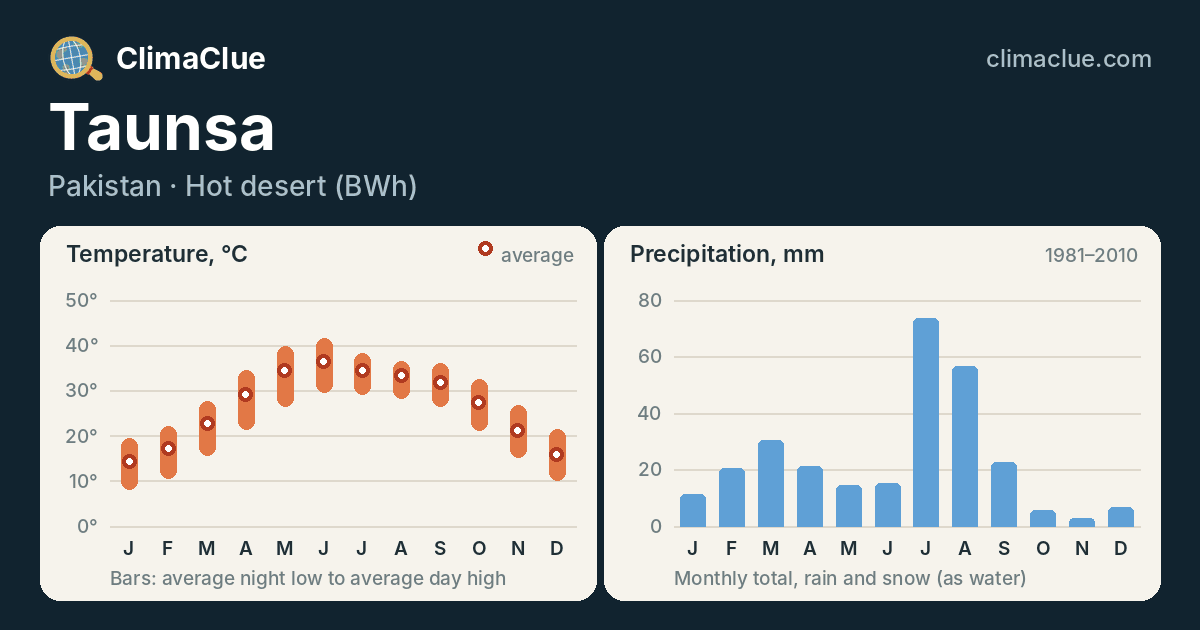 ClimaClue
climaclue.com
Taunsa
Pakistan · Hot desert (BWh)
Temperature, °C
average
50°
40°
30°
20°
10°
0°
J F M A M J J A S O N D
Bars: average night low to average day high
Precipitation, mm
1981–2010
80
60
40
20
0
J F M A M J J A S O N D
Monthly total, rain and snow (as water)